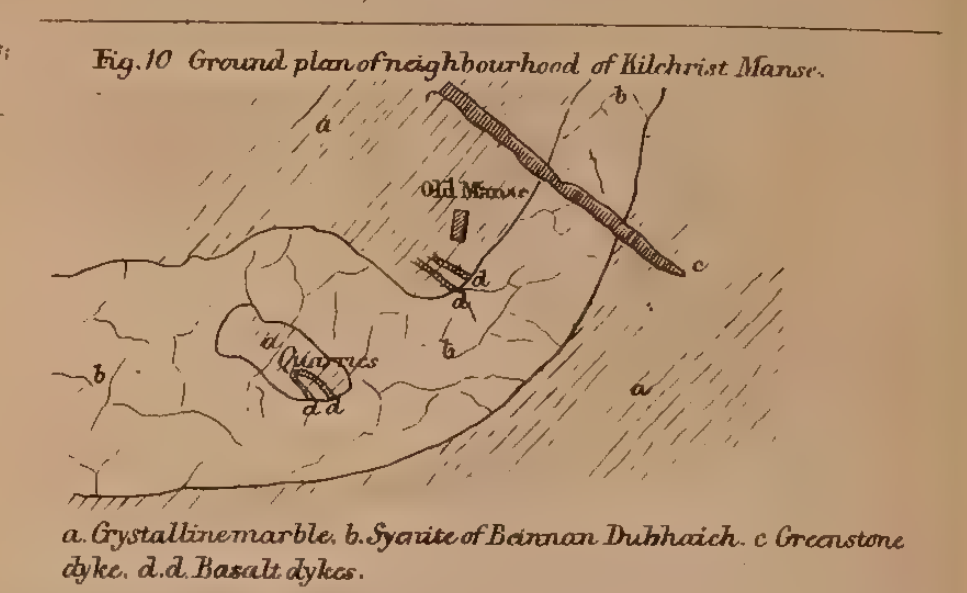 Fig. 10 Ground plan of neighbourhood of Kilchrist Manse.
b
a
c
Old Manse
c
d
d
a
b
Quarries
b
a
d d
a. Crystalline marble. b. Syenite of Beinnan Dubhaich. c Greenstone
dyke. d.d. Basalt dykes.